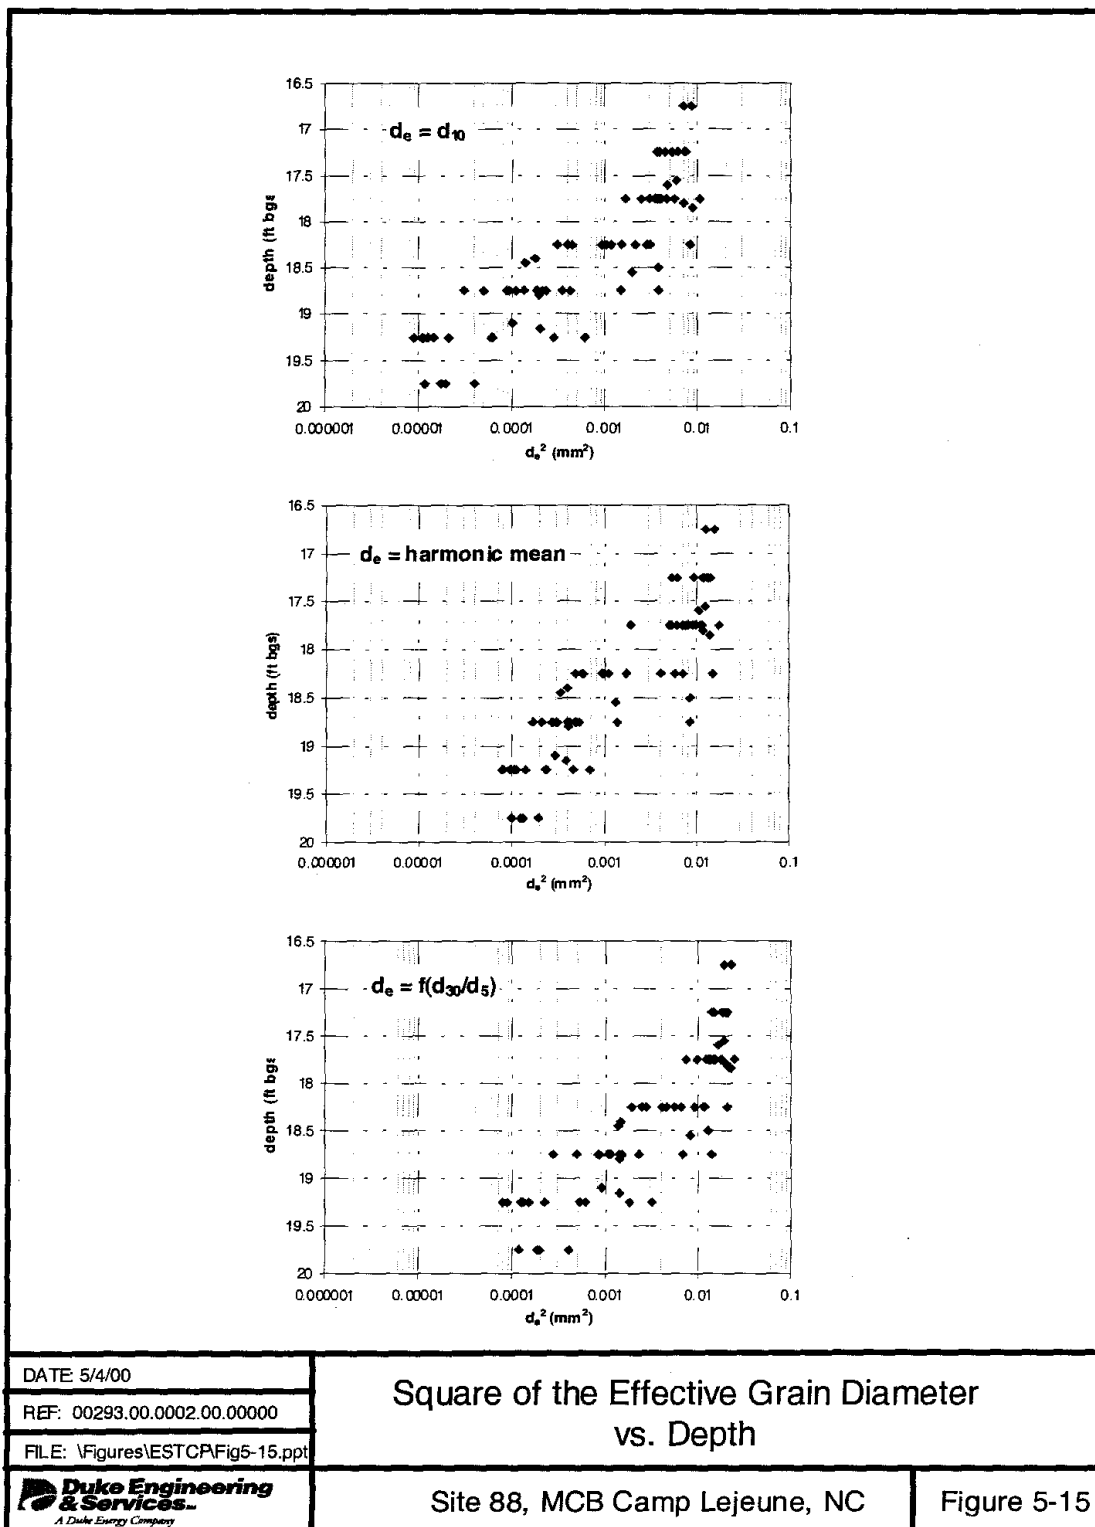 16.5
17
17.5
18
18.5
19
19.5
20
depth (ft bgs
dₑ = d₁₀
0.000001 0.00001 0.0001 0.001 0.01 0.1
dₑ² (mm²)
16.5
17
17.5
18
18.5
19
19.5
20
depth (ft bgs)
dₑ = harmonic mean
0.000001 0.00001 0.0001 0.001 0.01 0.1
dₑ² (mm²)
16.5
17
17.5
18
18.5
19
19.5
20
depth (ft bgs
dₑ = f(d₃₀/d₅)
0.000001 0.00001 0.0001 0.001 0.01 0.1
dₑ² (mm²)
DATE: 5/4/00
REF: 00293.00.0002.00.00000
FILE: \Figures\ESTCP\Fig5-15.ppt
Duke Engineering
& Services
A Duke Energy Company
Square of the Effective Grain Diameter
vs. Depth
Site 88, MCB Camp Lejeune, NC
Figure 5-15